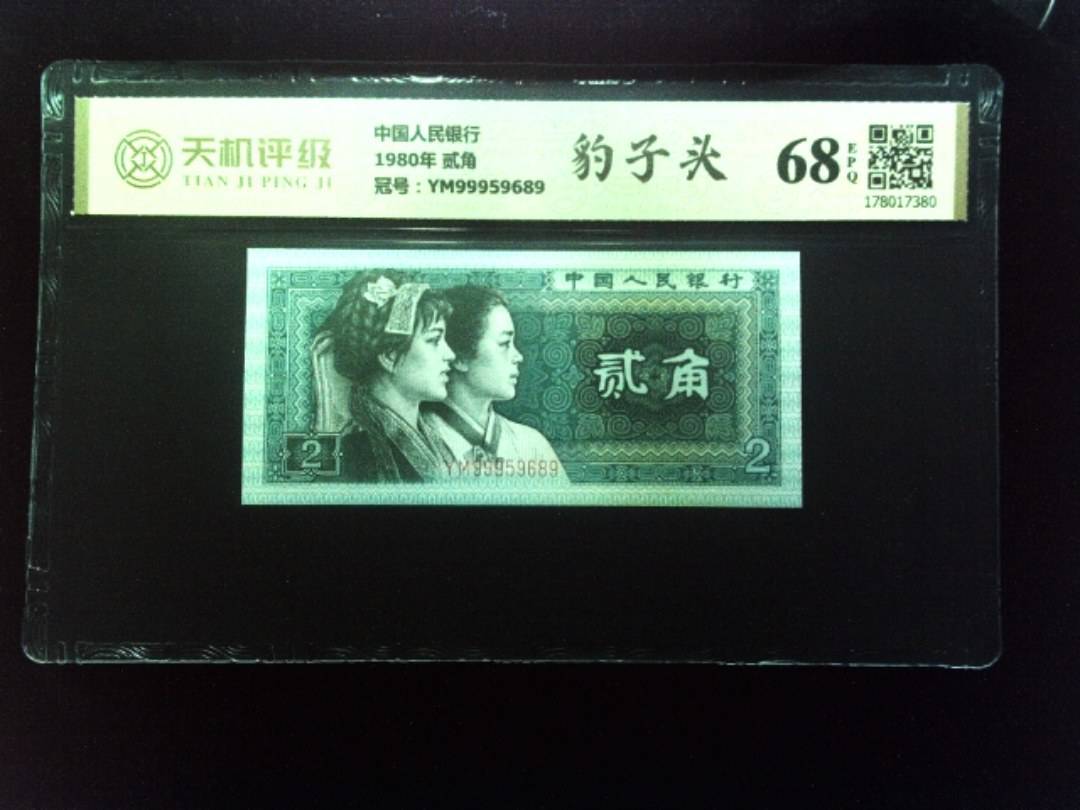 天机评级
TIAN JI PING JI
中国人民银行
1980年 贰角
冠号：YM99959689
豹子头
68
EPQ
178017380
中国人民银行
贰角
2
2
YM99959689